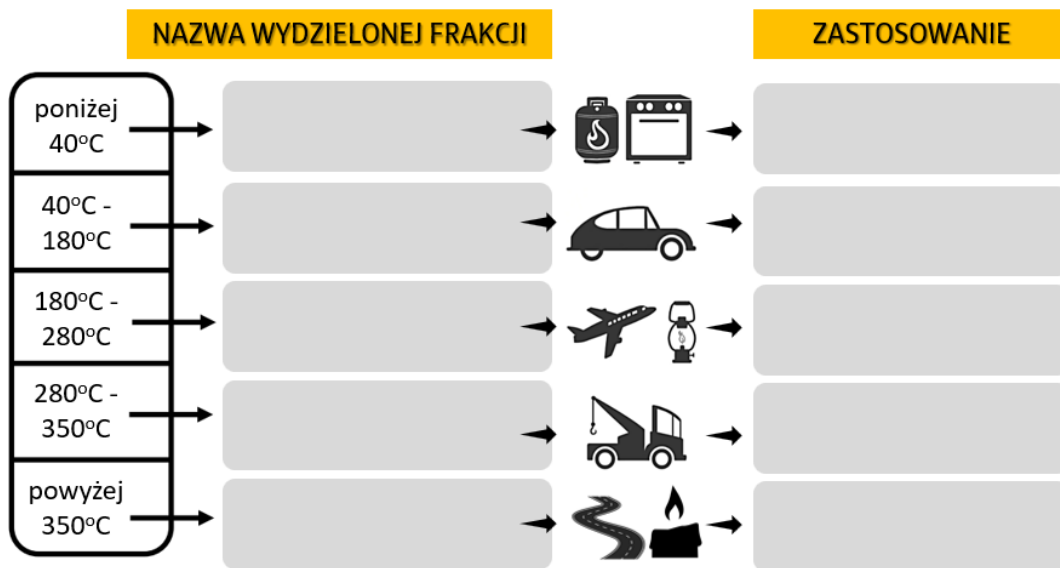 NAZWA WYDZIELONEJ FRAKCJI
ZASTOSOWANIE
poniżej
40°C
40°C -
180°C
180°C -
280°C
280°C -
350°C
powyżej
350°C